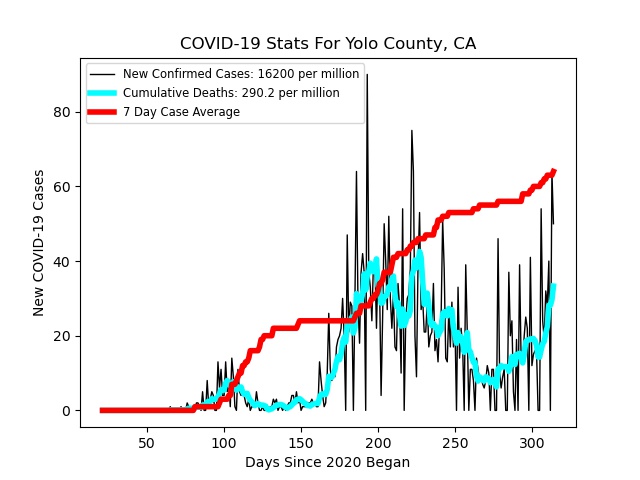 COVID-19 Stats For Yolo County, CA
New Confirmed Cases: 16200 per million
Cumulative Deaths: 290.2 per million
7 Day Case Average
New COVID-19 Cases
80
60
40
20
0
50 100 150 200 250 300
Days Since 2020 Began